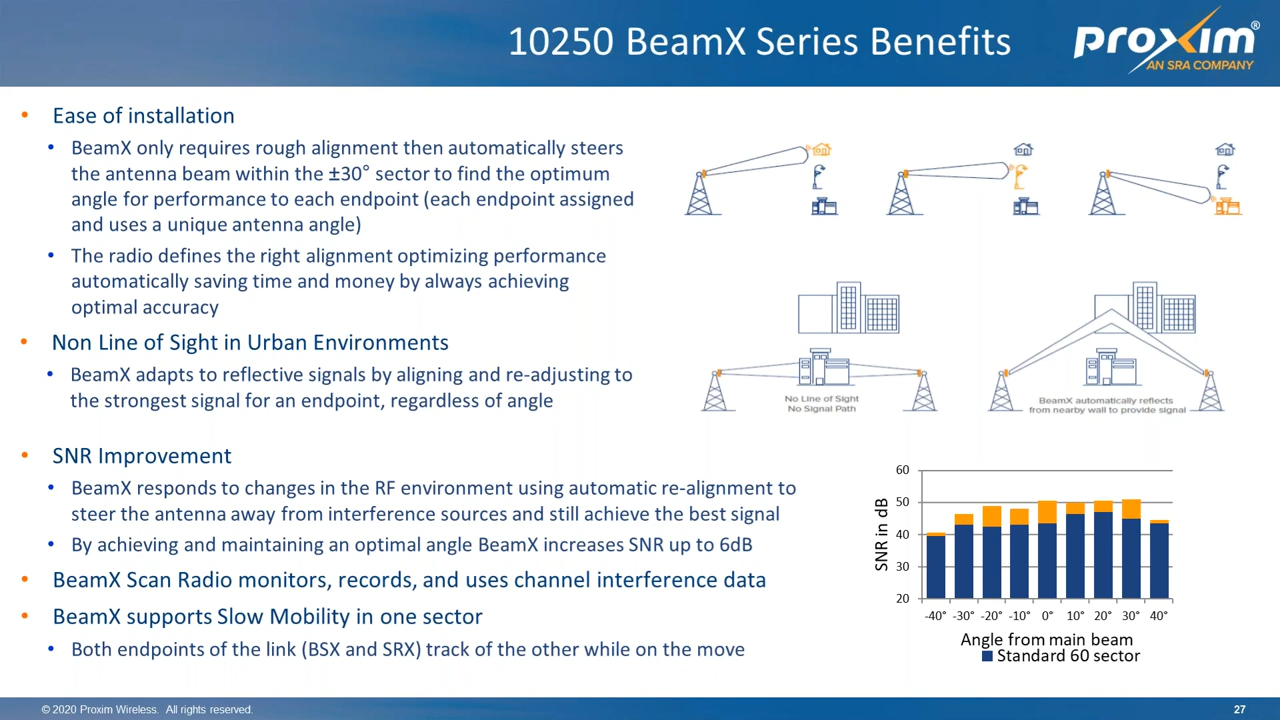 10250 BeamX Series Benefits
proxim®
AN SRA COMPANY
• Ease of installation
• BeamX only requires rough alignment then automatically steers
the antenna beam within the ±30° sector to find the optimum
angle for performance to each endpoint (each endpoint assigned
and uses a unique antenna angle)
• The radio defines the right alignment optimizing performance
automatically saving time and money by always achieving
optimal accuracy
• Non Line of Sight in Urban Environments
• BeamX adapts to reflective signals by aligning and re-adjusting to
the strongest signal for an endpoint, regardless of angle
No Line of Sight
No Signal Path
BeamX automatically reflects
from nearby wall to provide signal
• SNR Improvement
• BeamX responds to changes in the RF environment using automatic re-alignment to
steer the antenna away from interference sources and still achieve the best signal
• By achieving and maintaining an optimal angle BeamX increases SNR up to 6dB
• BeamX Scan Radio monitors, records, and uses channel interference data
• BeamX supports Slow Mobility in one sector
• Both endpoints of the link (BSX and SRX) track of the other while on the move
SNR in dB
60
50
40
30
20
-40° -30° -20° -10° 0° 10° 20° 30° 40°
Angle from main beam
Standard 60 sector
© 2020 Proxim Wireless. All rights reserved.
27